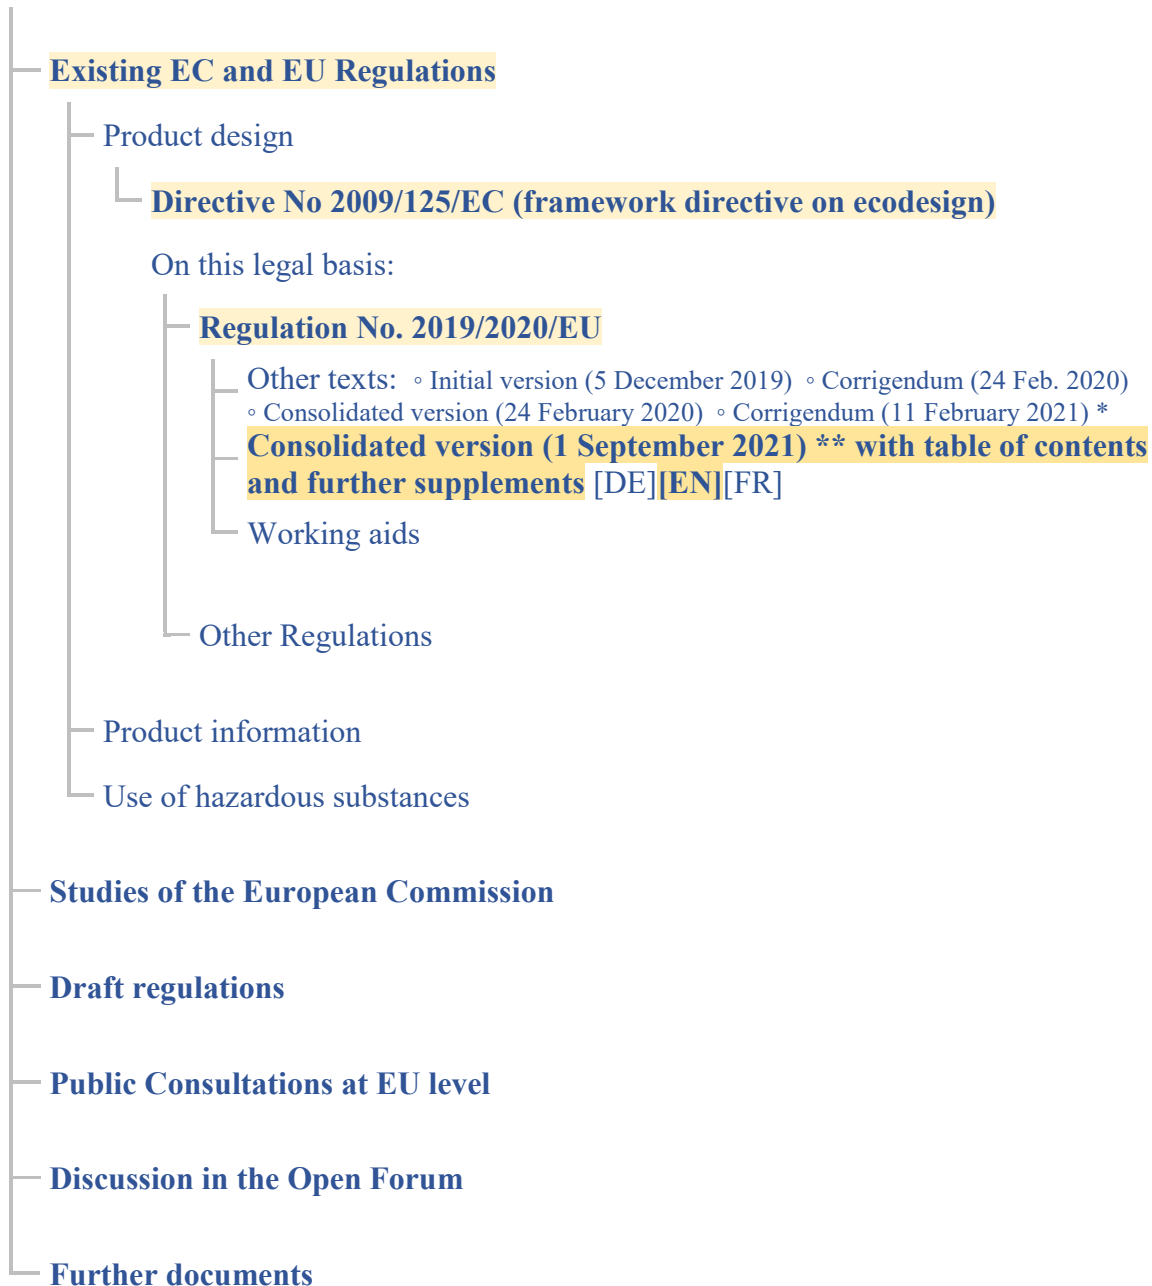 Existing EC and EU Regulations
Product design
Directive No 2009/125/EC (framework directive on ecodesign)
On this legal basis:
Regulation No. 2019/2020/EU
Other texts: ◦ Initial version (5 December 2019) ◦ Corrigendum (24 Feb. 2020)
◦ Consolidated version (24 February 2020) ◦ Corrigendum (11 February 2021) *
Consolidated version (1 September 2021) ** with table of contents
and further supplements [DE][EN][FR]
Working aids
Other Regulations
Product information
Use of hazardous substances
Studies of the European Commission
Draft regulations
Public Consultations at EU level
Discussion in the Open Forum
Further documents